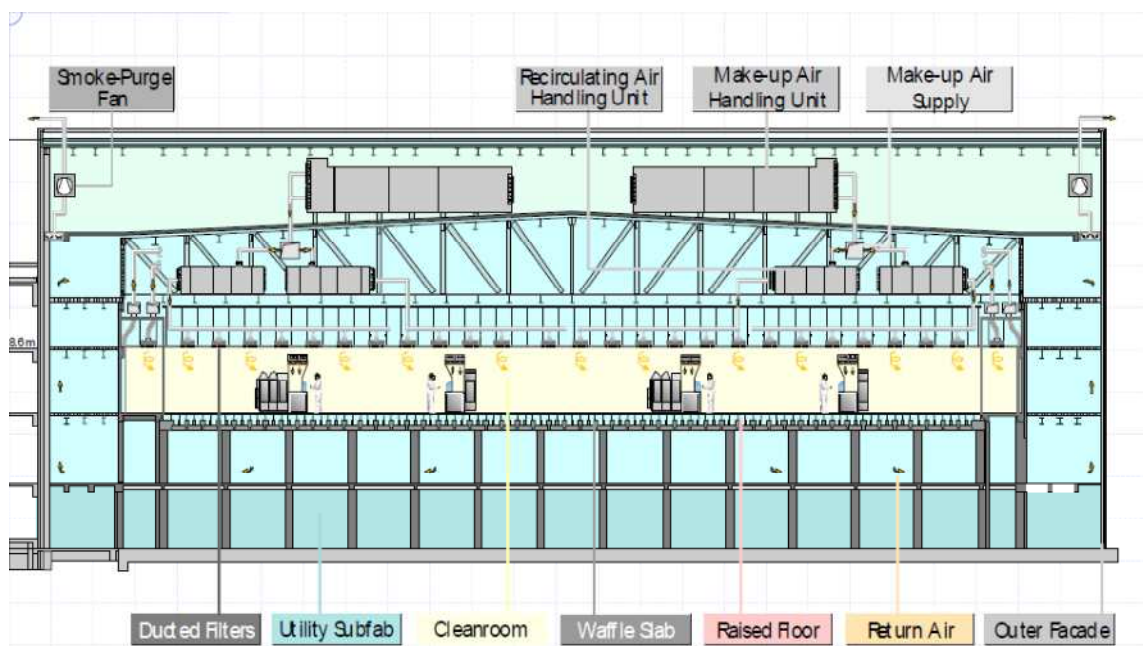 Smoke-Purge
Fan
Recirculating Air
Handling Unit
Make-up Air
Handling Unit
Make-up Air
Supply
8.6 m
Ducted Filters
Utility Subfab
Cleanroom
Waffle Slab
Raised Floor
Return Air
Outer Facade